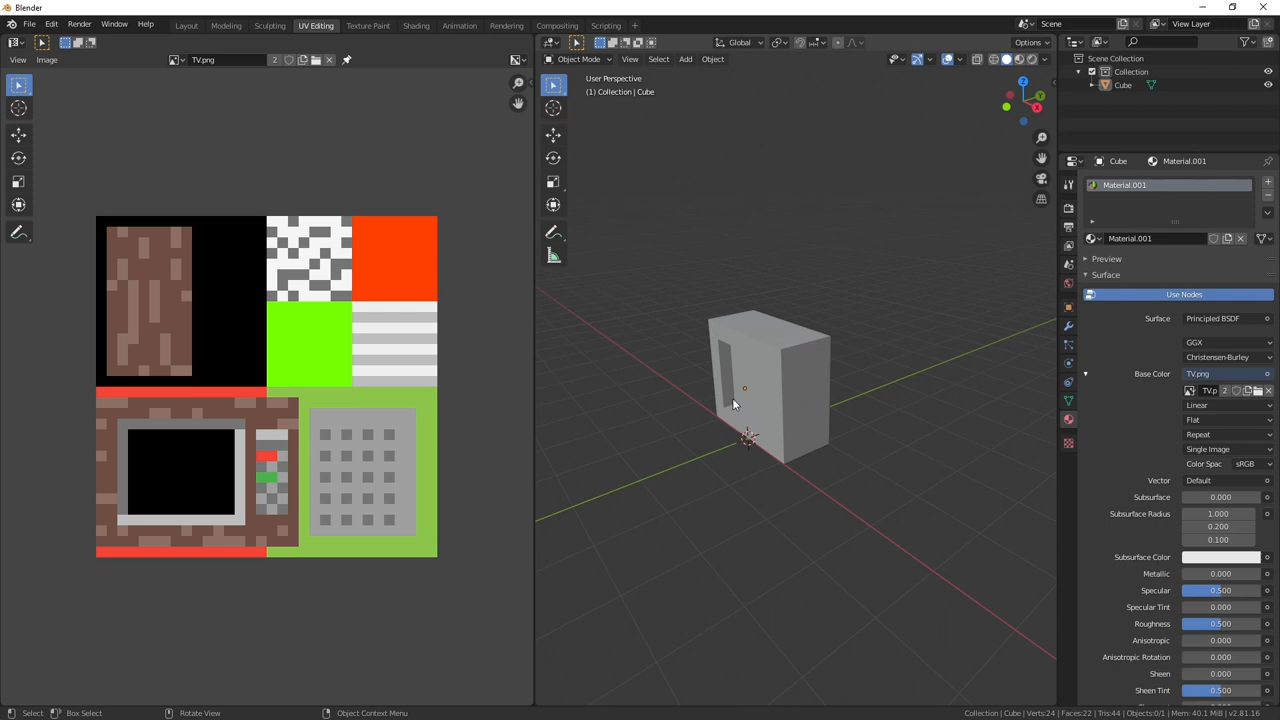 Blender
File Edit Render Window Help
Layout Modeling Sculpting UV Editing Texture Paint Shading Animation Rendering Compositing Scripting
Scene View Layer
Global Options
View Image TV.png 2
Object Mode View Select Add Object
User Perspective
(1) Collection | Cube
Z
Y
X
Scene Collection
Collection
Cube
Cube Material.001
Material.001
Material.001
Preview
Surface
Use Nodes
Surface Principled BSDF
GGX
Christensen-Burley
Base Color TV.png
TV.p 2
Linear
Flat
Repeat
Single Image
Color Spac sRGB
Vector Default
Subsurface 0.000
Subsurface Radius 1.000
0.200
0.100
Subsurface Color
Metallic 0.000
Specular 0.500
Specular Tint 0.000
Roughness 0.500
Anisotropic 0.000
Anisotropic Rotation 0.000
Sheen 0.000
Sheen Tint 0.500
Select Box Select Rotate View Object Context Menu
Collection | Cube | Verts:24 | Faces:22 | Tris:44 | Objects:0/1 | Mem: 40.1 MiB | v2.81.16